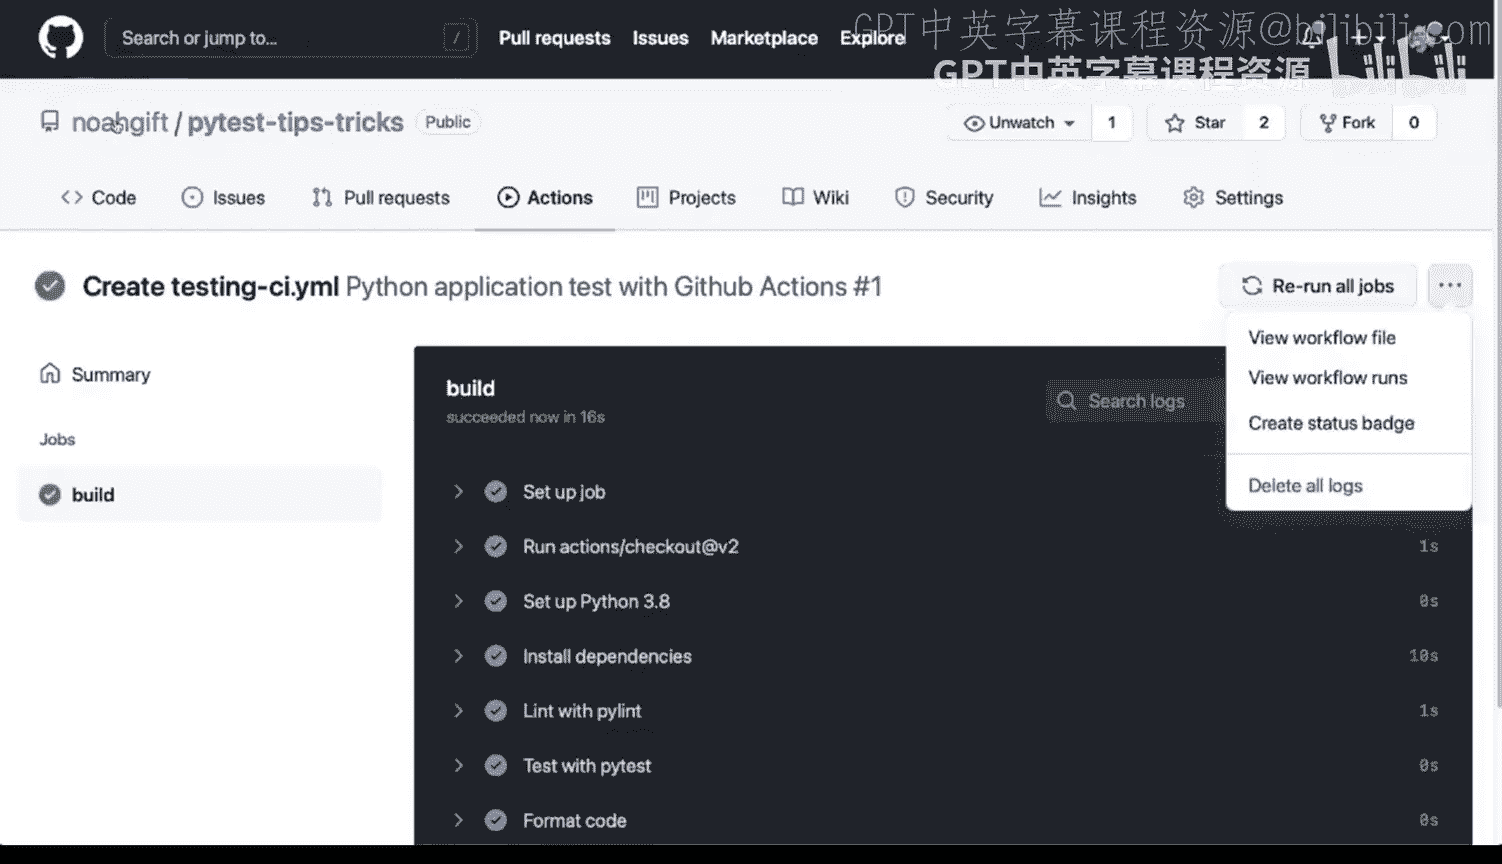 Search or jump to... / Pull requests Issues Marketplace Explore
GPT中英字幕课程资源@bilibili.com
GPT中英字幕课程资源 bilibili
noahgift / pytest-tips-tricks Public Unwatch 1 Star 2 Fork 0
Code Issues Pull requests Actions Projects Wiki Security Insights Settings
Create testing-ci.yml Python application test with Github Actions #1 Re-run all jobs ...
View workflow file
View workflow runs
Create status badge
Delete all logs
Summary
Jobs
build
build
succeeded now in 16s
Search logs
Set up job
Run actions/checkout@v2 1s
Set up Python 3.8 0s
Install dependencies 10s
Lint with pylint 1s
Test with pytest 0s
Format code 0s